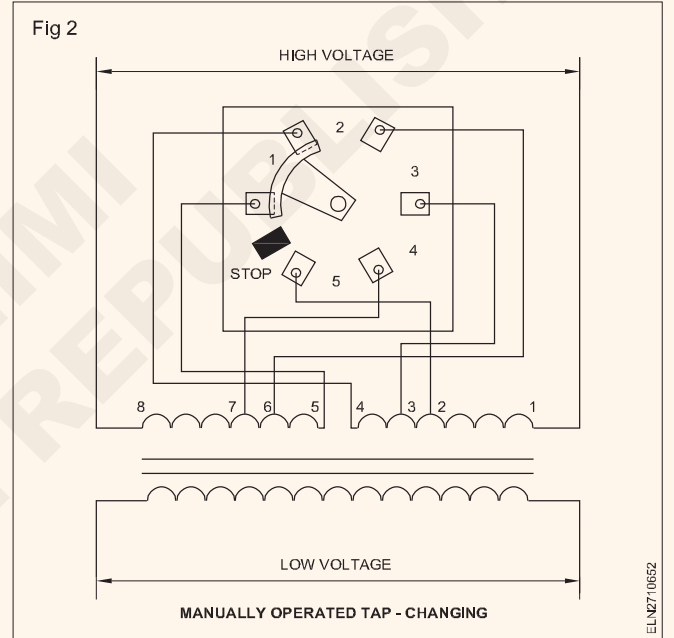 Fig 2
HIGH VOLTAGE
2
1
3
4
STOP
5
8 7 6 5 4 3 2 1
LOW VOLTAGE
MANUALLY OPERATED TAP - CHANGING
ELN2710652